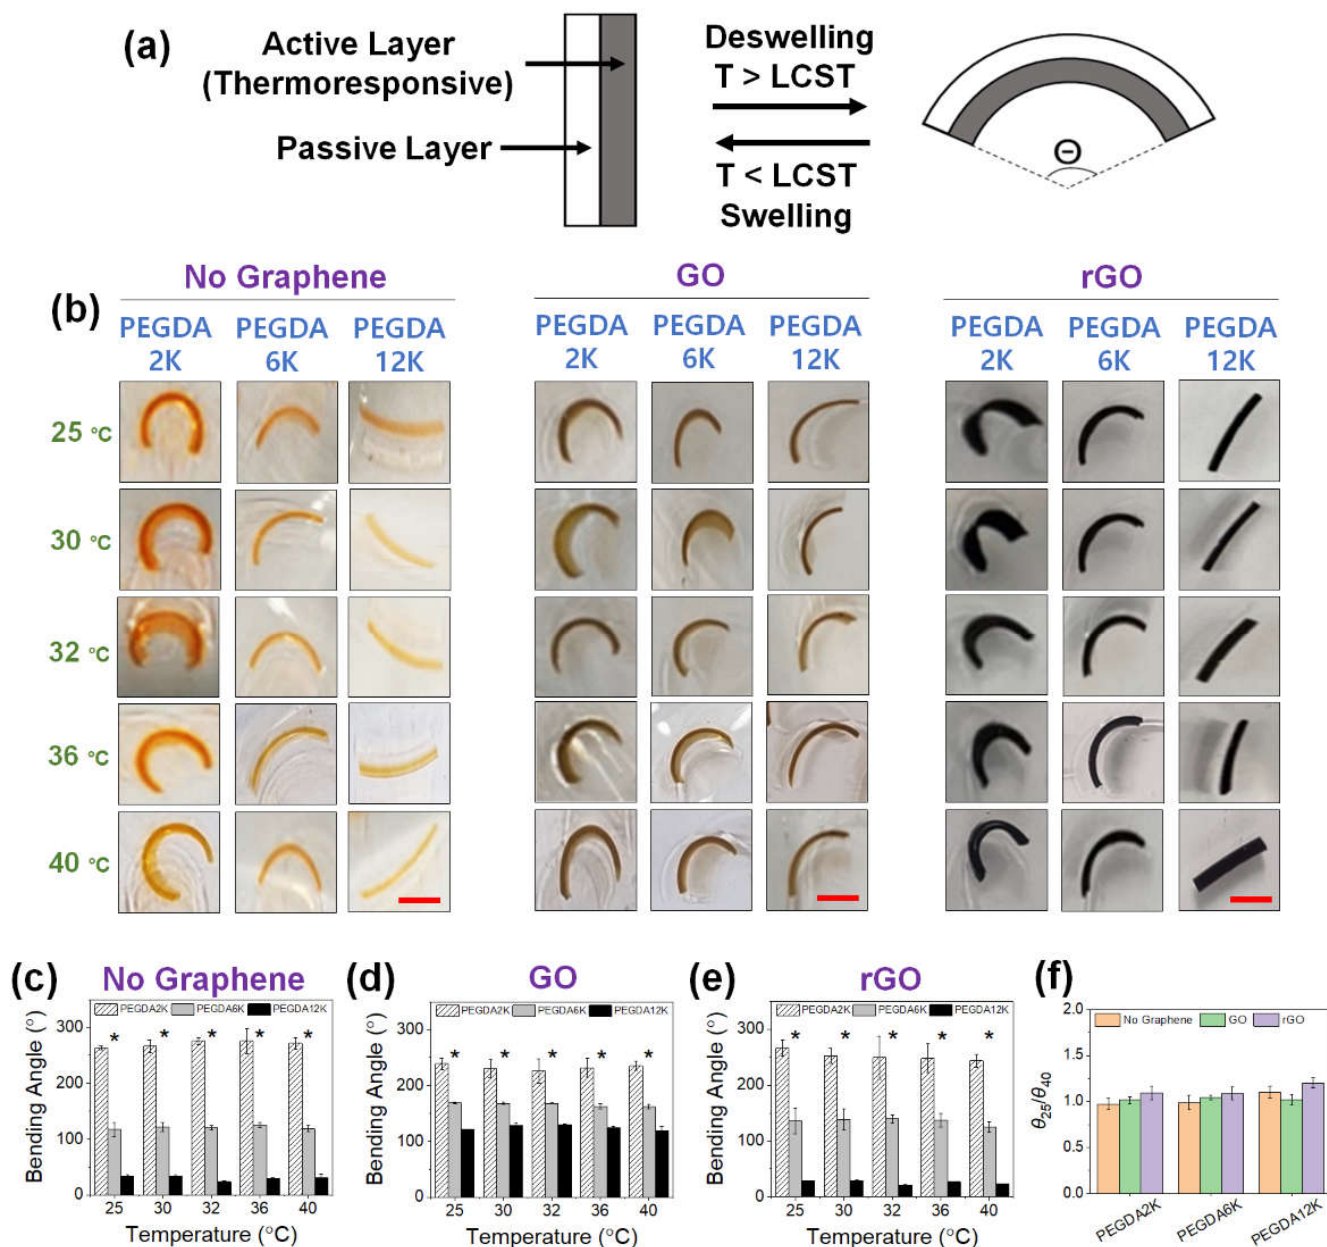 (a)
Active Layer
(Thermoresponsive)
Passive Layer
Deswelling
T > LCST
T < LCST
Swelling
Θ
(b)
No Graphene
GO
rGO
PEGDA 2K
PEGDA 6K
PEGDA 12K
PEGDA 2K
PEGDA 6K
PEGDA 12K
PEGDA 2K
PEGDA 6K
PEGDA 12K
25 °C
30 °C
32 °C
36 °C
40 °C
(c)
No Graphene
PEGDA2K PEGDA6K PEGDA12K
Bending Angle (°)
300
200
100
0
* * * * *
25 30 32 36 40
Temperature (°C)
(d)
GO
PEGDA2K PEGDA6K PEGDA12K
Bending Angle (°)
300
200
100
0
* * * * *
25 30 32 36 40
Temperature (°C)
(e)
rGO
PEGDA2K PEGDA6K PEGDA12K
Bending Angle (°)
300
200
100
0
* * * * *
25 30 32 36 40
Temperature (°C)
(f)
No Graphene GO rGO
θ25/θ40
2.0
1.5
1.0
0.5
0.0
PEGDA2K
PEGDA6K
PEGDA12K